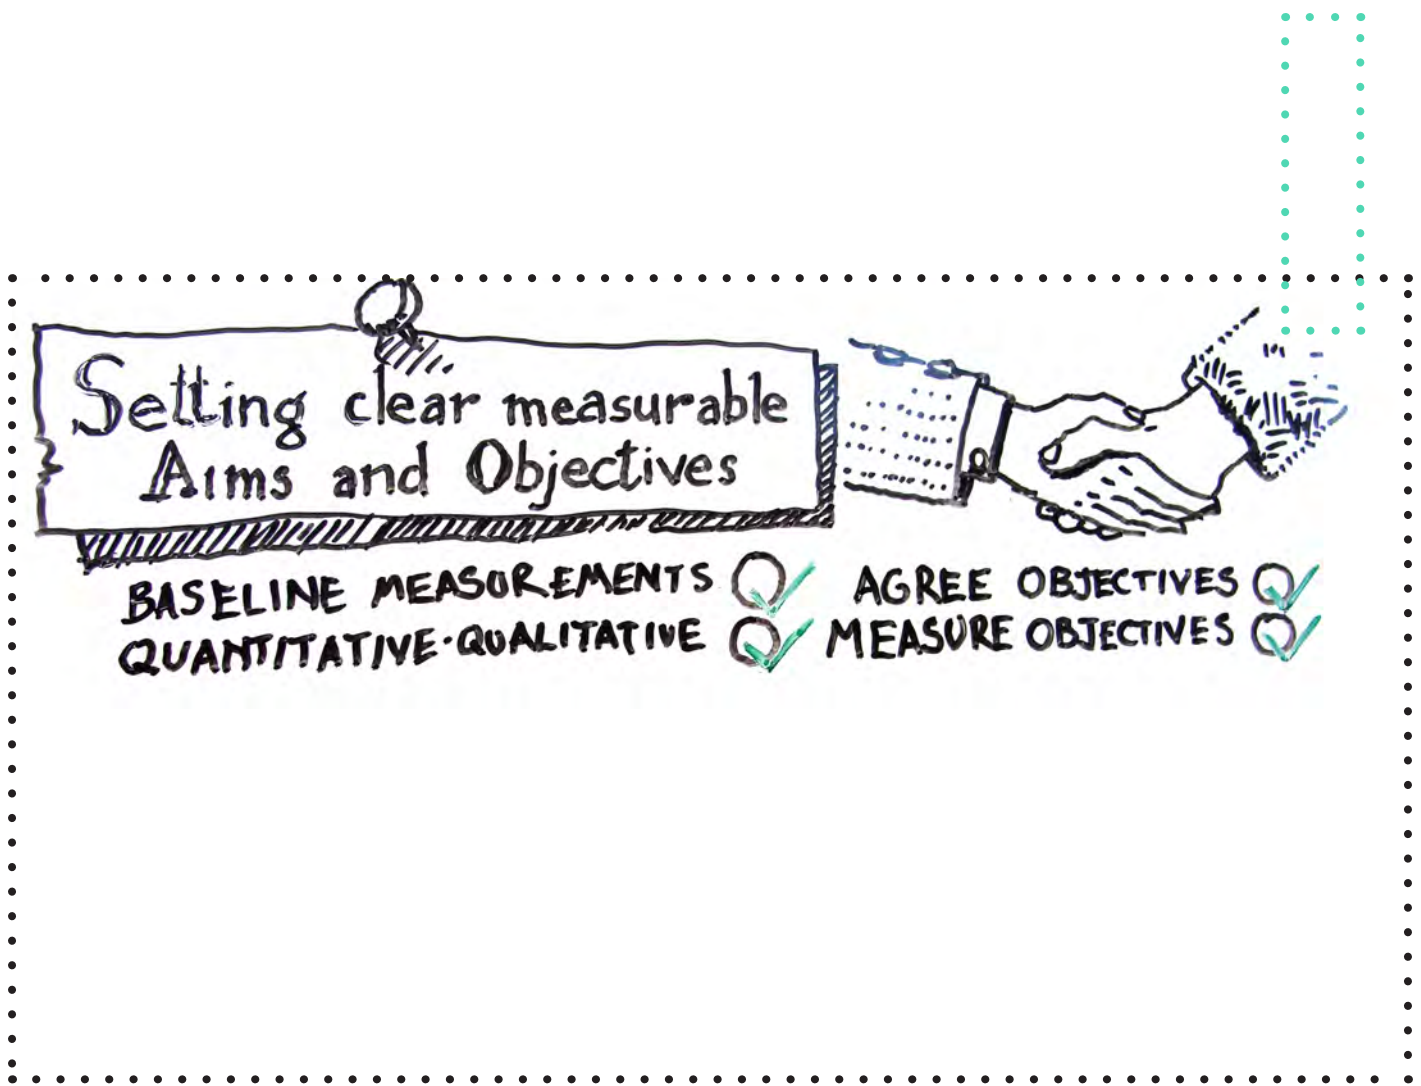 Setting clear measurable
Aims and Objectives
BASELINE MEASUREMENTS
QUANTITATIVE·QUALITATIVE
AGREE OBJECTIVES
MEASURE OBJECTIVES